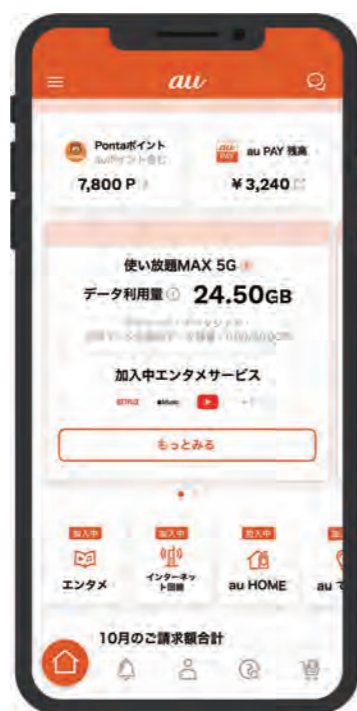 au
Pontaポイント
auポイント含む
7,800 P
au PAY
au PAY 残高
¥3,240
使い放題MAX 5G
データ利用量 24.50GB
加入中エンタメサービス
NETFLIX
もっとみる
加入中
エンタメ
加入中
インターネッ
ト回線
加入中
au HOME
au で
10月のご請求額合計